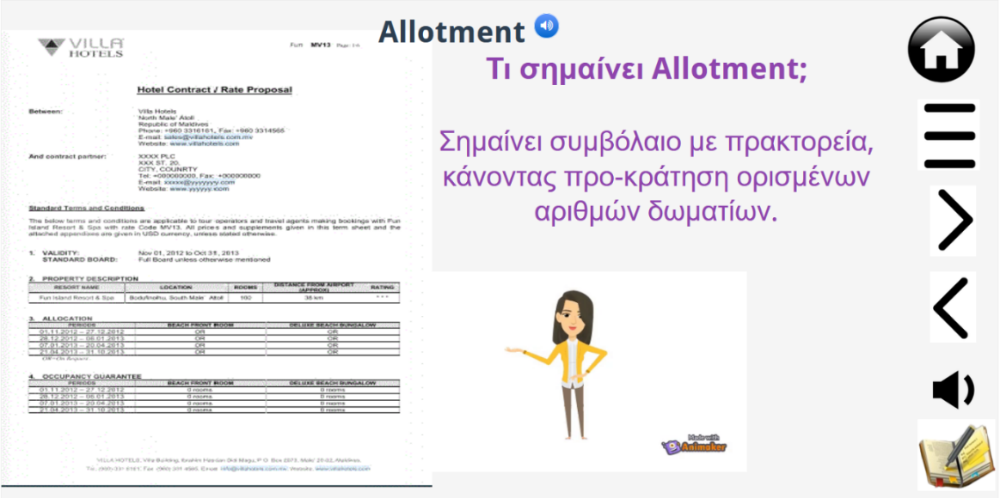 Allotment
Τι σημαίνει Allotment;
Σημαίνει συμβόλαιο με πρακτορεία,
κάνοντας προ-κράτηση ορισμένων
αριθμών δωματίων.
VILLA
HOTELS
Fun MV13 Page: 1/6
Hotel Contract / Rate Proposal
Between: Villa Hotels
North Male' Atoll
Republic of Maldives
Phone: +960 3316161, Fax: +960 3314565
E-mail: sales@villahotels.com.mv
Website: www.villahotels.com
And contract partner: XXXX PLC
XXX ST. 20.
CITY, COUNRTY
Tel: +000000000, Fax: +000000000
E-mail: xxxxx@yyyyyyy.com
Website: www.yyyyy.com
Standard Terms and Conditions
The below terms and conditions are applicable to tour operators and travel agents making bookings with Fun
Island Resort & Spa with rate Code MV13. All prices and supplements given in this term sheet and the
attached appendixes are given in USD currency, unless stated otherwise.
1. VALIDITY: Nov 01, 2012 to Oct 31, 2013
STANDARD BOARD: Full Board unless otherwise mentioned
2. PROPERTY DESCRIPTION
RESORT NAME LOCATION ROOMS DISTANCE FROM AIRPORT (APPROX) RATING
Fun Island Resort & Spa Bodufinolhu, South Male' Atoll 100 38 km ***
3. ALLOCATION
PERIODS BEACH FRONT ROOM DELUXE BEACH BUNGALOW
01.11.2012 – 27.12.2012 OR OR
28.12.2012 – 06.01.2013 OR OR
07.01.2013 – 20.04.2013 OR OR
21.04.2013 – 31.10.2013 OR OR
OR=On Request
4. OCCUPANCY GUARANTEE
PERIODS BEACH FRONT ROOM DELUXE BEACH BUNGALOW
01.11.2012 – 27.12.2012 0 rooms 0 rooms
28.12.2012 – 06.01.2013 0 rooms 0 rooms
07.01.2013 – 20.04.2013 0 rooms 0 rooms
21.04.2013 – 31.10.2013 0 rooms 0 rooms
VILLA HOTELS, Villa Building, Ibrahim Hassan Didi Magu, P.O. Box 2073, Male' 20-02, Maldives.
info@villahotels.com.mv, Website: www.villahotels.com
Made with
Animaker